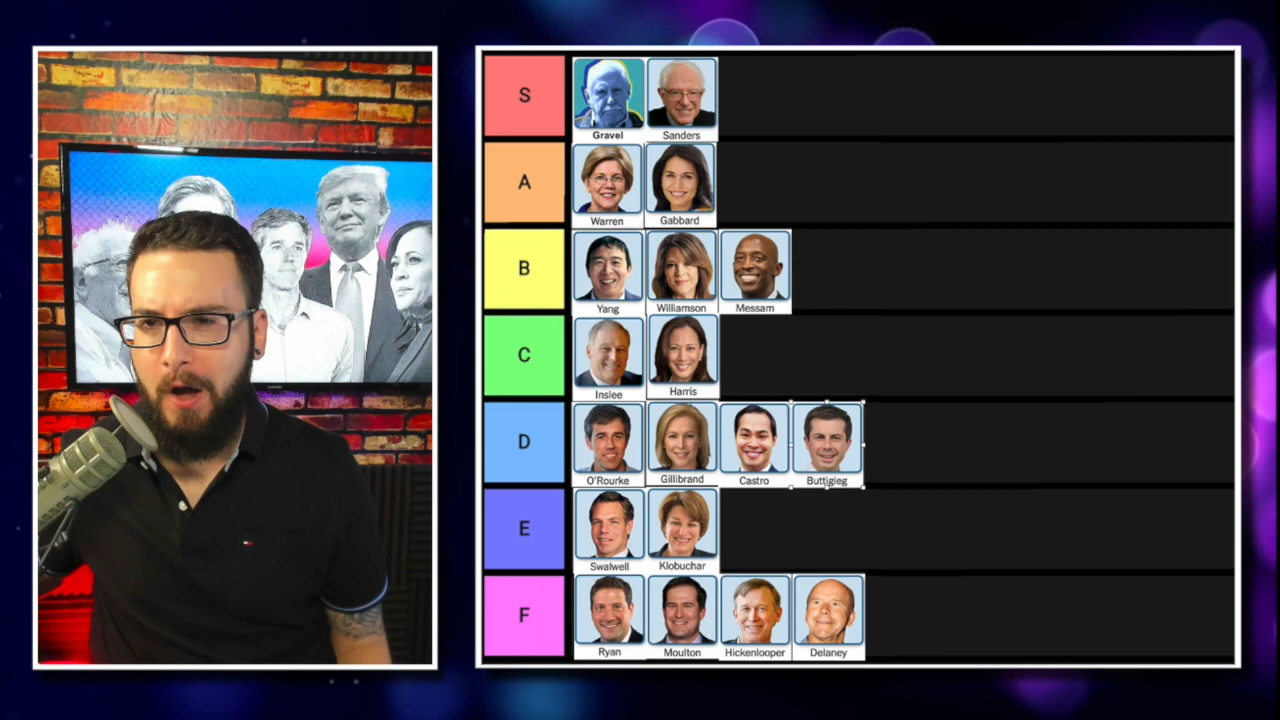 S
Gravel Sanders
A
Warren Gabbard
B
Yang Williamson Messam
C
Inslee Harris
D
O'Rourke Gillibrand Castro Buttigieg
E
Swalwell Klobuchar
F
Ryan Moulton Hickenlooper Delaney